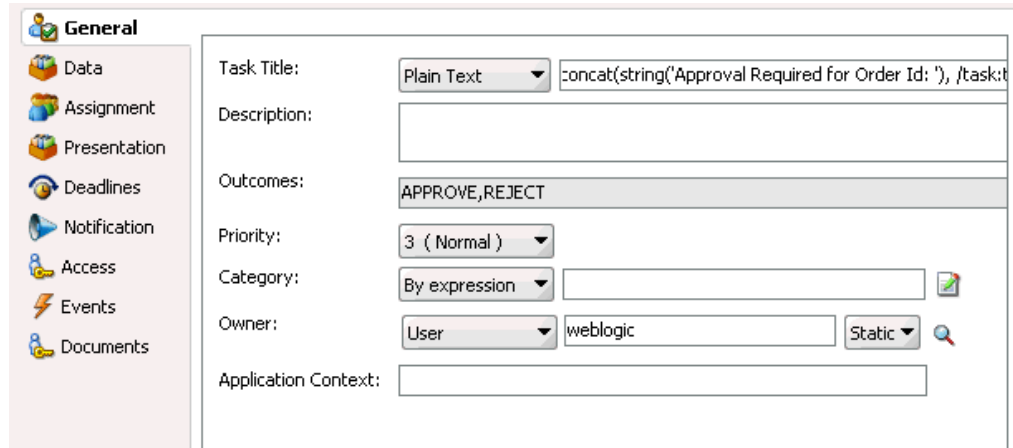 General
Data
Assignment
Presentation
Deadlines
Notification
Access
Events
Documents
Task Title: Plain Text concat(string('Approval Required for Order Id: '), /task:t
Description:
Outcomes: APPROVE,REJECT
Priority: 3 ( Normal )
Category: By expression
Owner: User weblogic Static
Application Context: